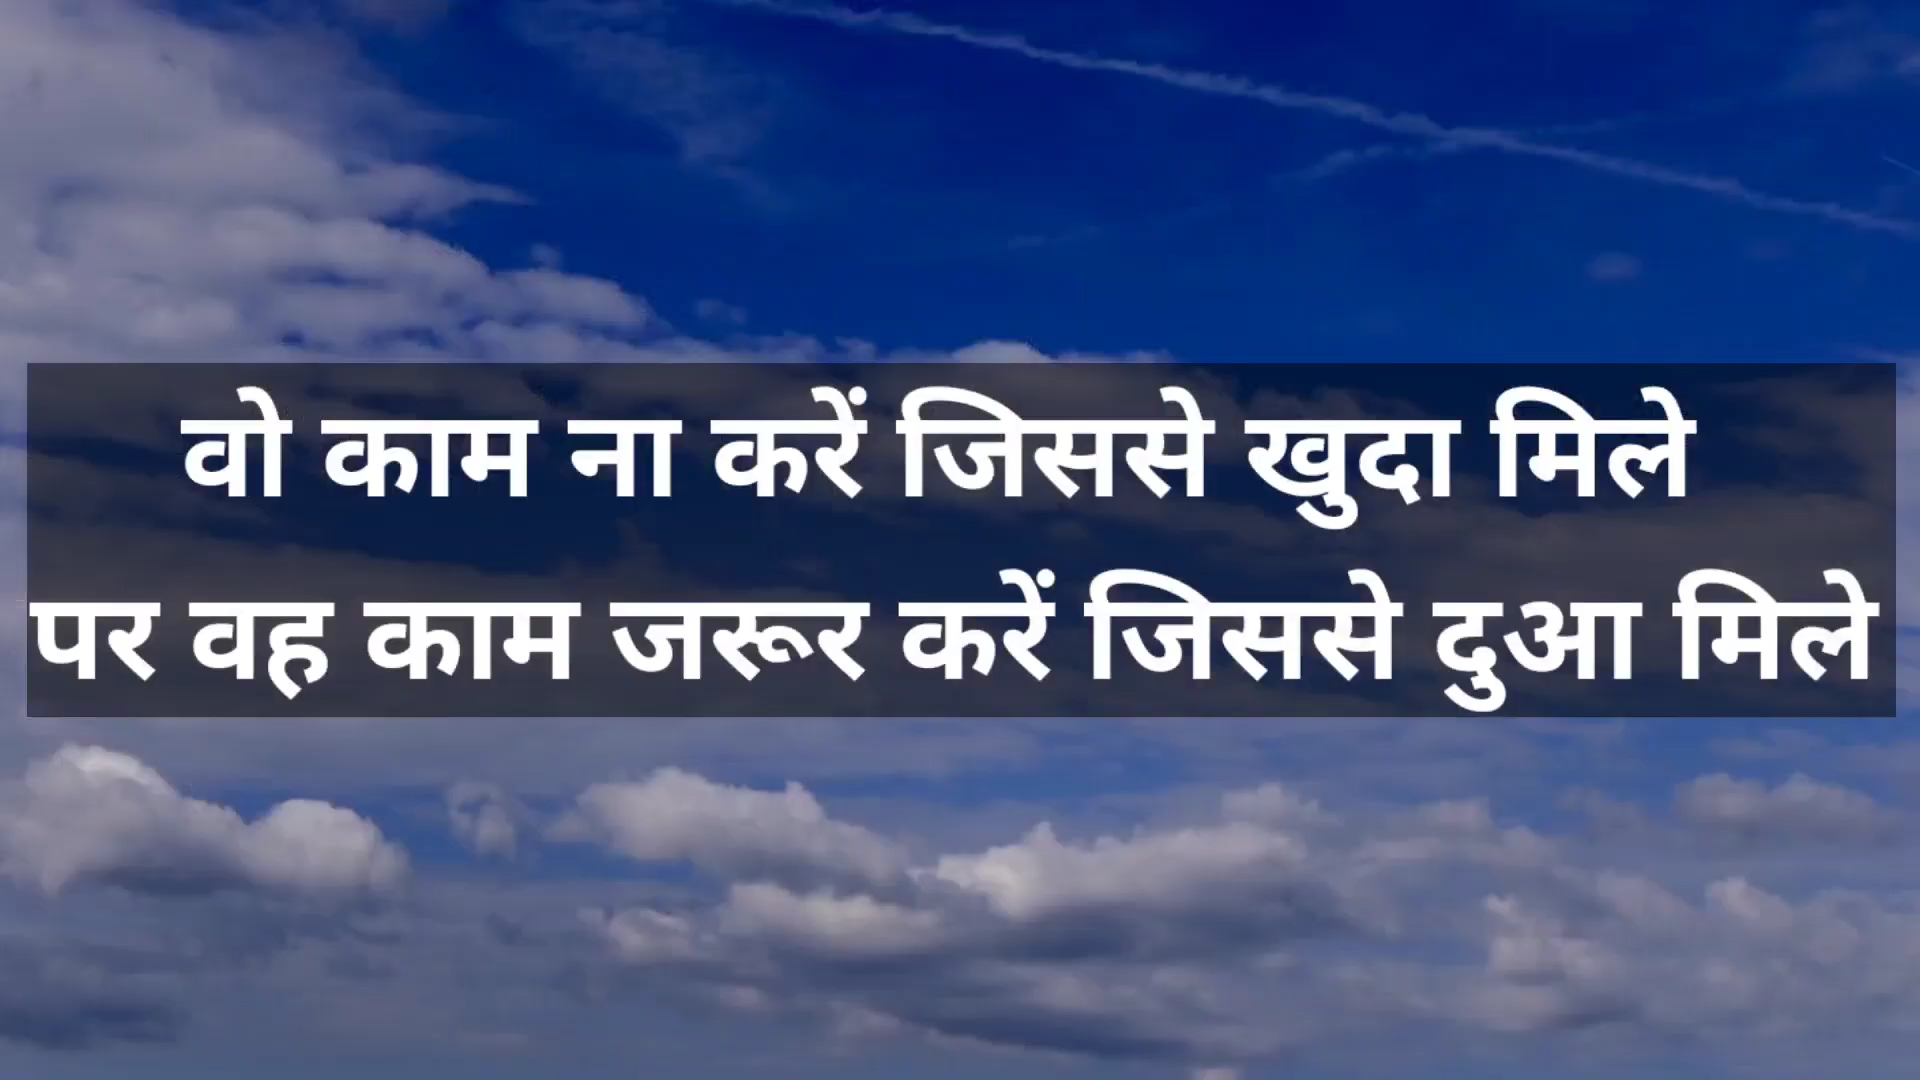 वो काम ना करें जिससे खुदा मिले
पर वह काम जरूर करें जिससे दुआ मिले